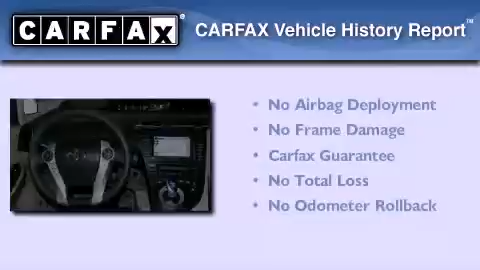 CARFAX®
CARFAX Vehicle History Report™
• No Airbag Deployment
• No Frame Damage
• Carfax Guarantee
• No Total Loss
• No Odometer Rollback